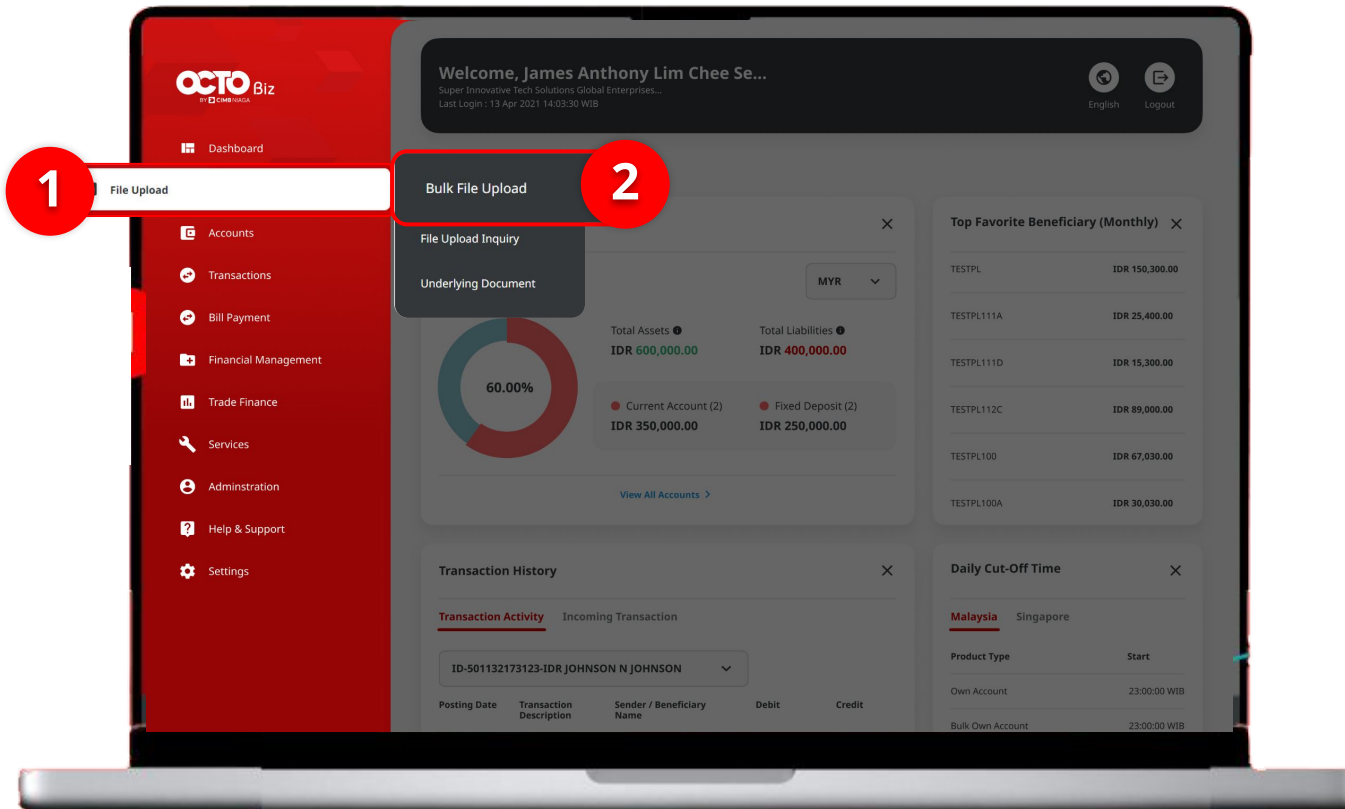 OCTO Biz
BY CIMB NIAGA
Dashboard
1
File Upload
Accounts
Transactions
Bill Payment
Financial Management
Trade Finance
Services
Adminstration
Help & Support
Settings
Bulk File Upload
2
File Upload Inquiry
Underlying Document
Welcome, James Anthony Lim Chee Se...
Super Innovative Tech Solutions Global Enterprises...
Last Login : 13 Apr 2021 14:03:30 WIB
English
Logout
MYR
60.00%
Total Assets
IDR 600,000.00
Total Liabilities
IDR 400,000.00
Current Account (2)
IDR 350,000.00
Fixed Deposit (2)
IDR 250,000.00
View All Accounts
Top Favorite Beneficiary (Monthly)
TESTPL IDR 150,300.00
TESTPL111A IDR 25,400.00
TESTPL111D IDR 15,300.00
TESTPL112C IDR 89,000.00
TESTPL100 IDR 67,030.00
TESTPL100A IDR 30,030.00
Transaction History
Transaction Activity Incoming Transaction
ID-501132173123-IDR JOHNSON N JOHNSON
Posting Date
Transaction
Description
Sender / Beneficiary
Name
Debit
Credit
Daily Cut-Off Time
Malaysia Singapore
Product Type Start
Own Account 23:00:00 WIB
Bulk Own Account 23:00:00 WIB